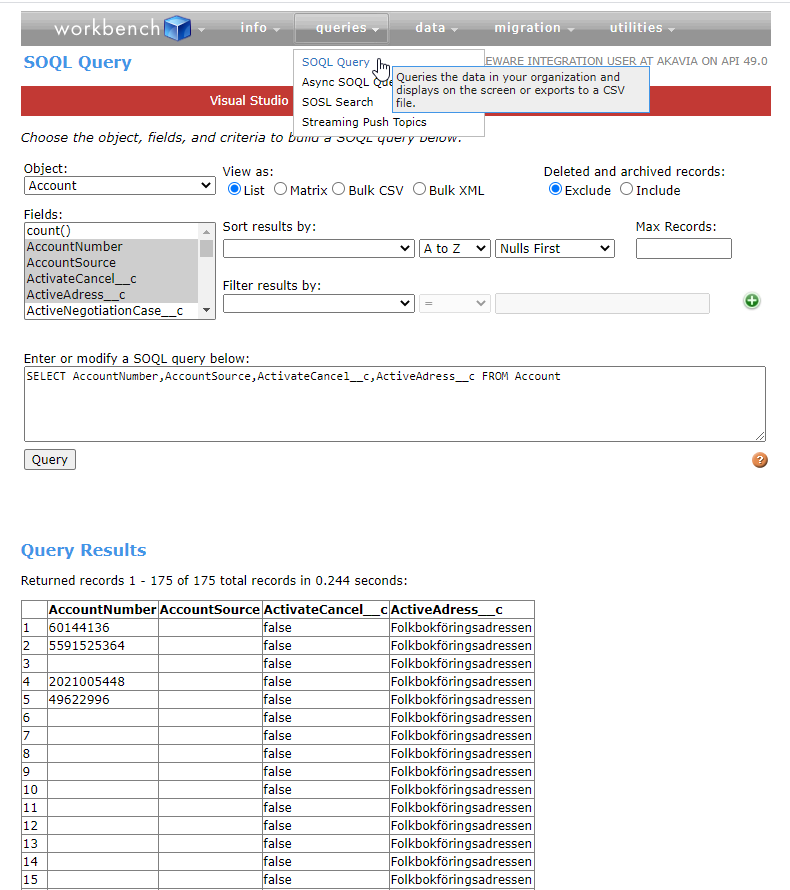 workbench info queries data migration utilities
SOQL Query
SOQL Query
EWARE INTEGRATION USER AT AKAVIA ON API 49.0
Async SOQL Que
SOSL Search
Streaming Push Topics
Queries the data in your organization and
displays on the screen or exports to a CSV
file.
Visual Studio
Choose the object, fields, and criteria to build a SOQL query below:
Object:
Account
View as:
List Matrix Bulk CSV Bulk XML
Deleted and archived records:
Exclude Include
Fields:
count()
AccountNumber
AccountSource
ActivateCancel__c
ActiveAdress__c
ActiveNegotiationCase__c
Sort results by:
A to Z Nulls First
Max Records:
Filter results by:
=
Enter or modify a SOQL query below:
SELECT AccountNumber,AccountSource,ActivateCancel__c,ActiveAdress__c FROM Account
Query
?
Query Results
Returned records 1 - 175 of 175 total records in 0.244 seconds:
AccountNumber AccountSource ActivateCancel__c ActiveAdress__c
1 60144136 false Folkbokföringsadressen
2 5591525364 false Folkbokföringsadressen
3 false Folkbokföringsadressen
4 2021005448 false Folkbokföringsadressen
5 49622996 false Folkbokföringsadressen
6 false Folkbokföringsadressen
7 false Folkbokföringsadressen
8 false Folkbokföringsadressen
9 false Folkbokföringsadressen
10 false Folkbokföringsadressen
11 false Folkbokföringsadressen
12 false Folkbokföringsadressen
13 false Folkbokföringsadressen
14 false Folkbokföringsadressen
15 false Folkbokföringsadressen